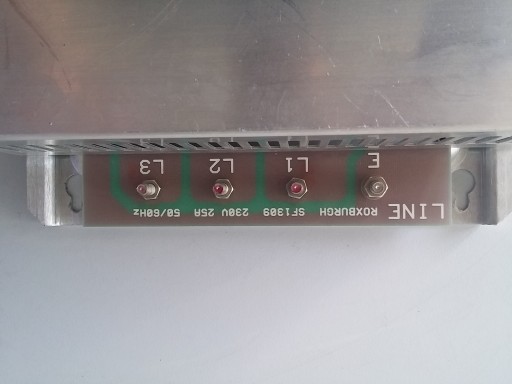 LINE
ROXBURGH SF1309 230V 25A 50/60Hz
E L1 L2 L3